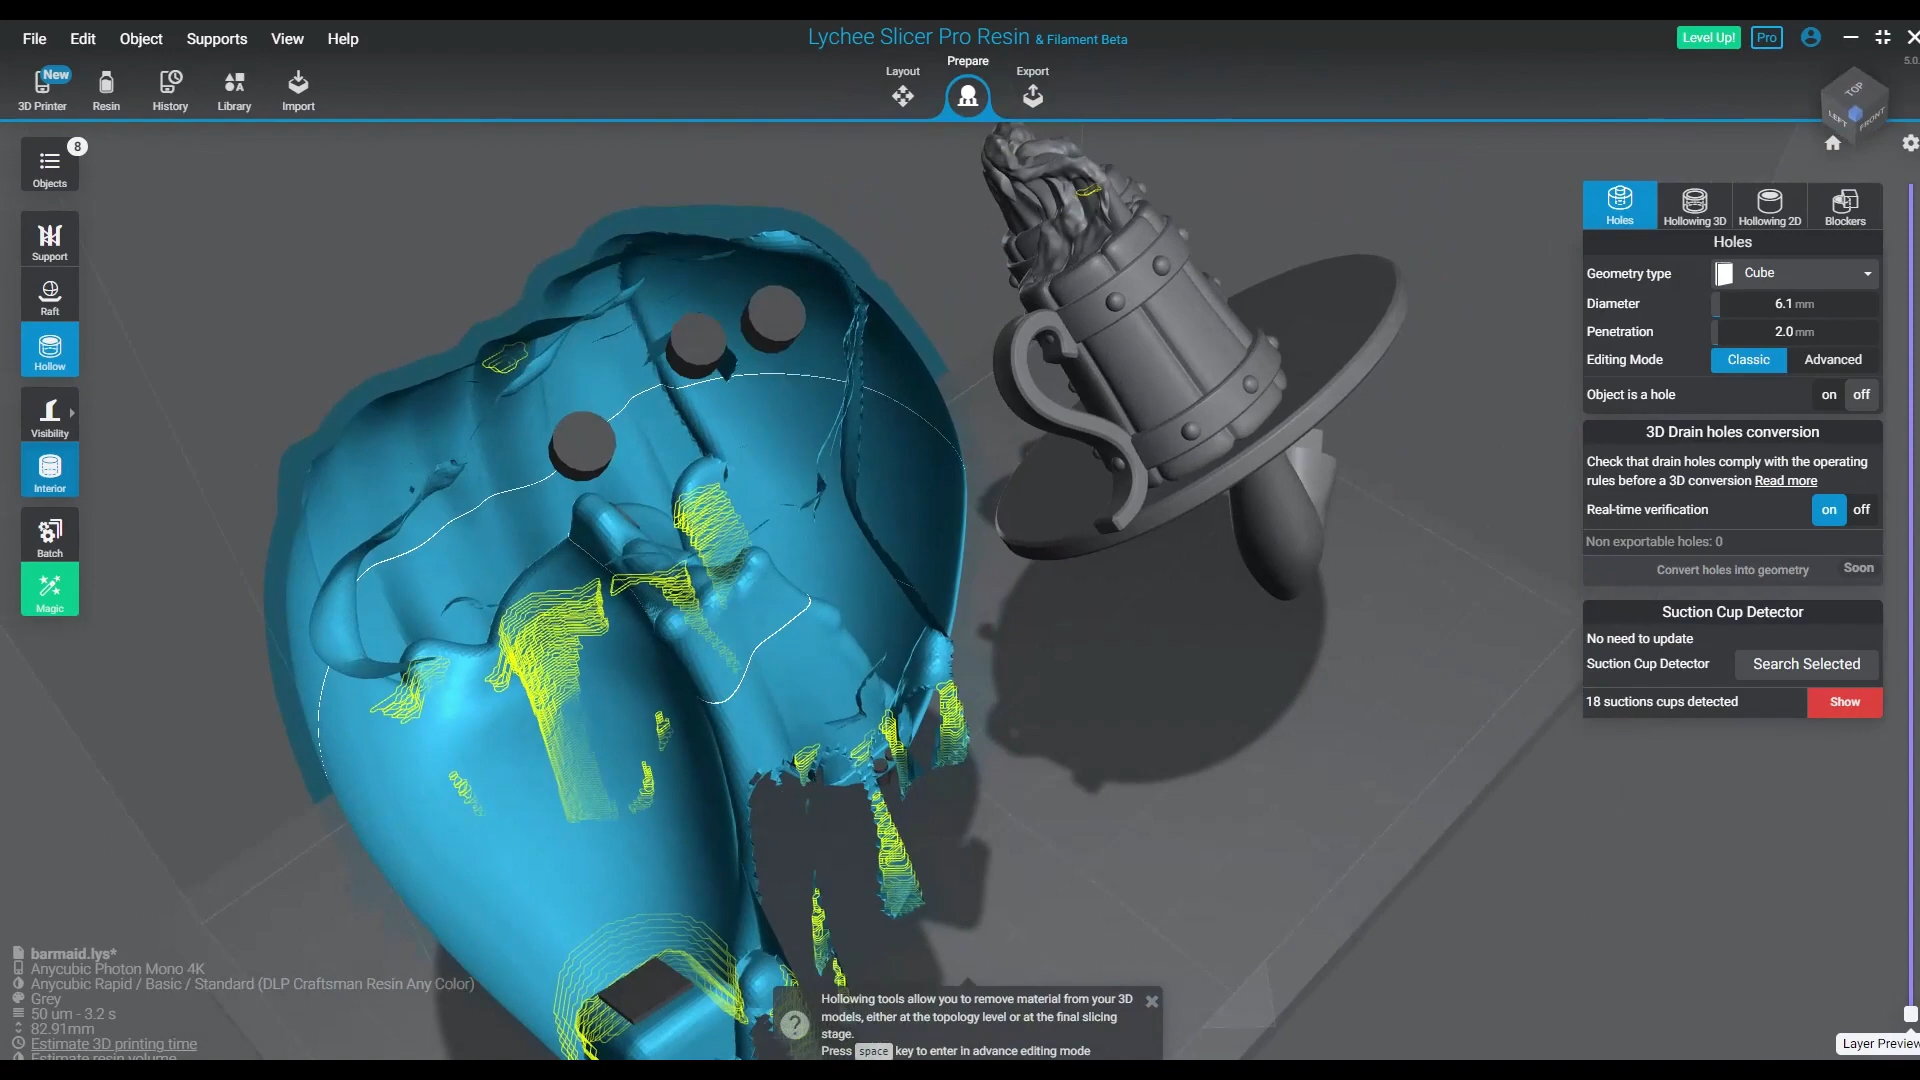 File Edit Object Supports View Help
Lychee Slicer Pro Resin & Filament Beta
Level Up! Pro
5.0.
New
3D Printer Resin History Library Import
Layout Prepare Export
TOP
LEFT FRONT
8
Objects
Support
Raft
Hollow
Visibility
Interior
Batch
Magic
Holes Hollowing 3D Hollowing 2D Blockers
Holes
Geometry type Cube
Diameter 6.1 mm
Penetration 2.0 mm
Editing Mode Classic Advanced
Object is a hole on off
3D Drain holes conversion
Check that drain holes comply with the operating
rules before a 3D conversion Read more
Real-time verification on off
Non exportable holes: 0
Convert holes into geometry Soon
Suction Cup Detector
No need to update
Suction Cup Detector Search Selected
18 suctions cups detected Show
barmaid.lys*
Anycubic Photon Mono 4K
Anycubic Rapid / Basic / Standard (DLP Craftsman Resin Any Color)
Grey
50 um - 3.2 s
82.91mm
Estimate 3D printing time
Estimate resin volume
Hollowing tools allow you to remove material from your 3D
models, either at the topology level or at the final slicing
stage.
Press space key to enter in advance editing mode
Layer Preview